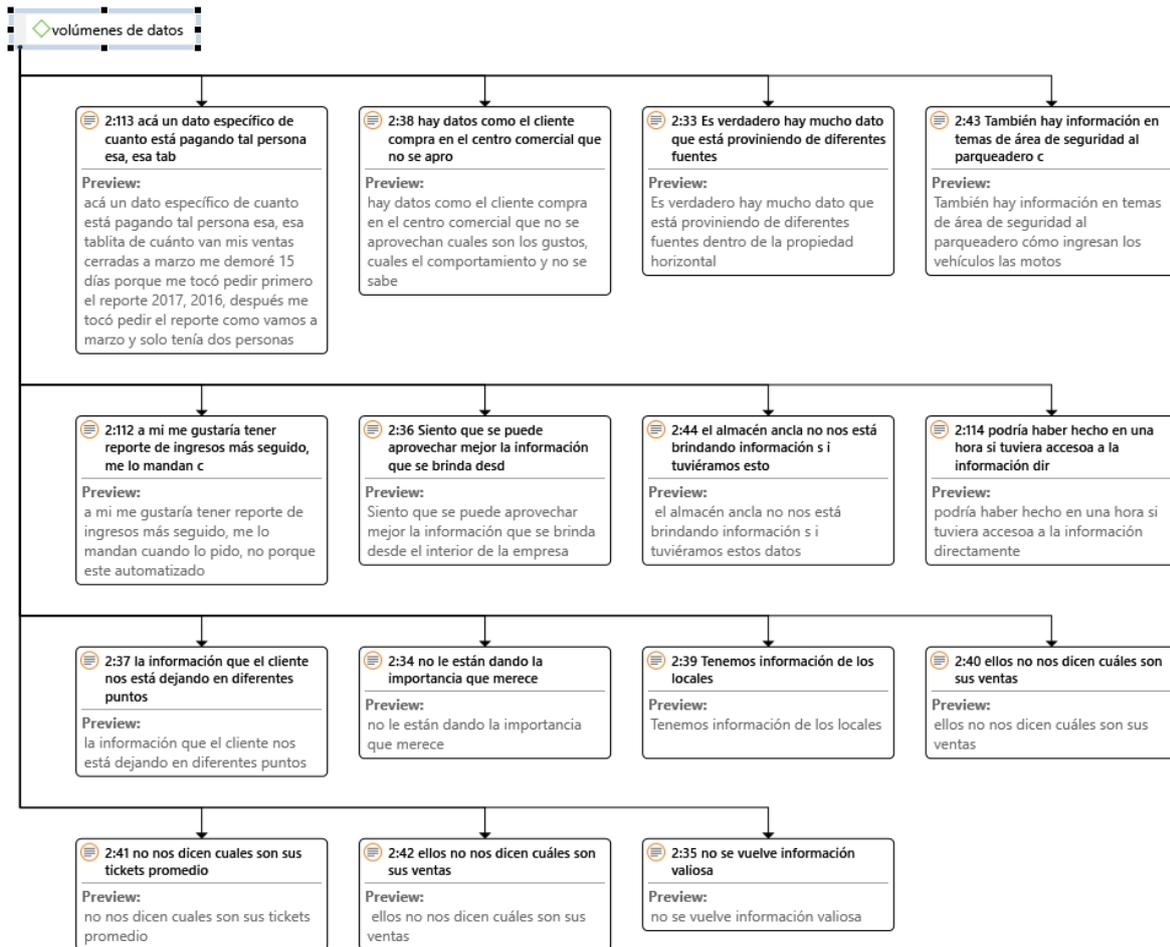 volúmenes de datos
2:113 acá un dato específico de
cuanto está pagando tal persona
esa, esa tab
Preview:
acá un dato específico de cuanto
está pagando tal persona esa, esa
tablita de cuánto van mis ventas
cerradas a marzo me demoré 15
días porque me tocó pedir primero
el reporte 2017, 2016, después me
tocó pedir el reporte como vamos a
marzo y solo tenía dos personas
2:38 hay datos como el cliente
compra en el centro comercial que
no se apro
Preview:
hay datos como el cliente compra
en el centro comercial que no se
aprovechan cuales son los gustos,
cuales el comportamiento y no se
sabe
2:33 Es verdadero hay mucho dato
que está proviniendo de diferentes
fuentes
Preview:
Es verdadero hay mucho dato que
está proviniendo de diferentes
fuentes dentro de la propiedad
horizontal
2:43 También hay información en
temas de área de seguridad al
parqueadero c
Preview:
También hay información en temas
de área de seguridad al
parqueadero cómo ingresan los
vehículos las motos
2:112 a mi me gustaría tener
reporte de ingresos más seguido,
me lo mandan c
Preview:
a mi me gustaría tener reporte de
ingresos más seguido, me lo
mandan cuando lo pido, no porque
este automatizado
2:36 Siento que se puede
aprovechar mejor la información
que se brinda desd
Preview:
Siento que se puede aprovechar
mejor la información que se brinda
desde el interior de la empresa
2:44 el almacén ancla no nos está
brindando información s i
tuviéramos esto
Preview:
el almacén ancla no nos está
brindando información s i
tuviéramos estos datos
2:114 podría haber hecho en una
hora si tuviera accesoa a la
información dir
Preview:
podría haber hecho en una hora si
tuviera accesoa a la información
directamente
2:37 la información que el cliente
nos está dejando en diferentes
puntos
Preview:
la información que el cliente nos
está dejando en diferentes puntos
2:34 no le están dando la
importancia que merece
Preview:
no le están dando la importancia
que merece
2:39 Tenemos información de los
locales
Preview:
Tenemos información de los locales
2:40 ellos no nos dicen cuáles son
sus ventas
Preview:
ellos no nos dicen cuáles son sus
ventas
2:41 no nos dicen cuales son sus
tickets promedio
Preview:
no nos dicen cuales son sus tickets
promedio
2:42 ellos no nos dicen cuáles son
sus ventas
Preview:
ellos no nos dicen cuáles son sus
ventas
2:35 no se vuelve información
valiosa
Preview:
no se vuelve información valiosa